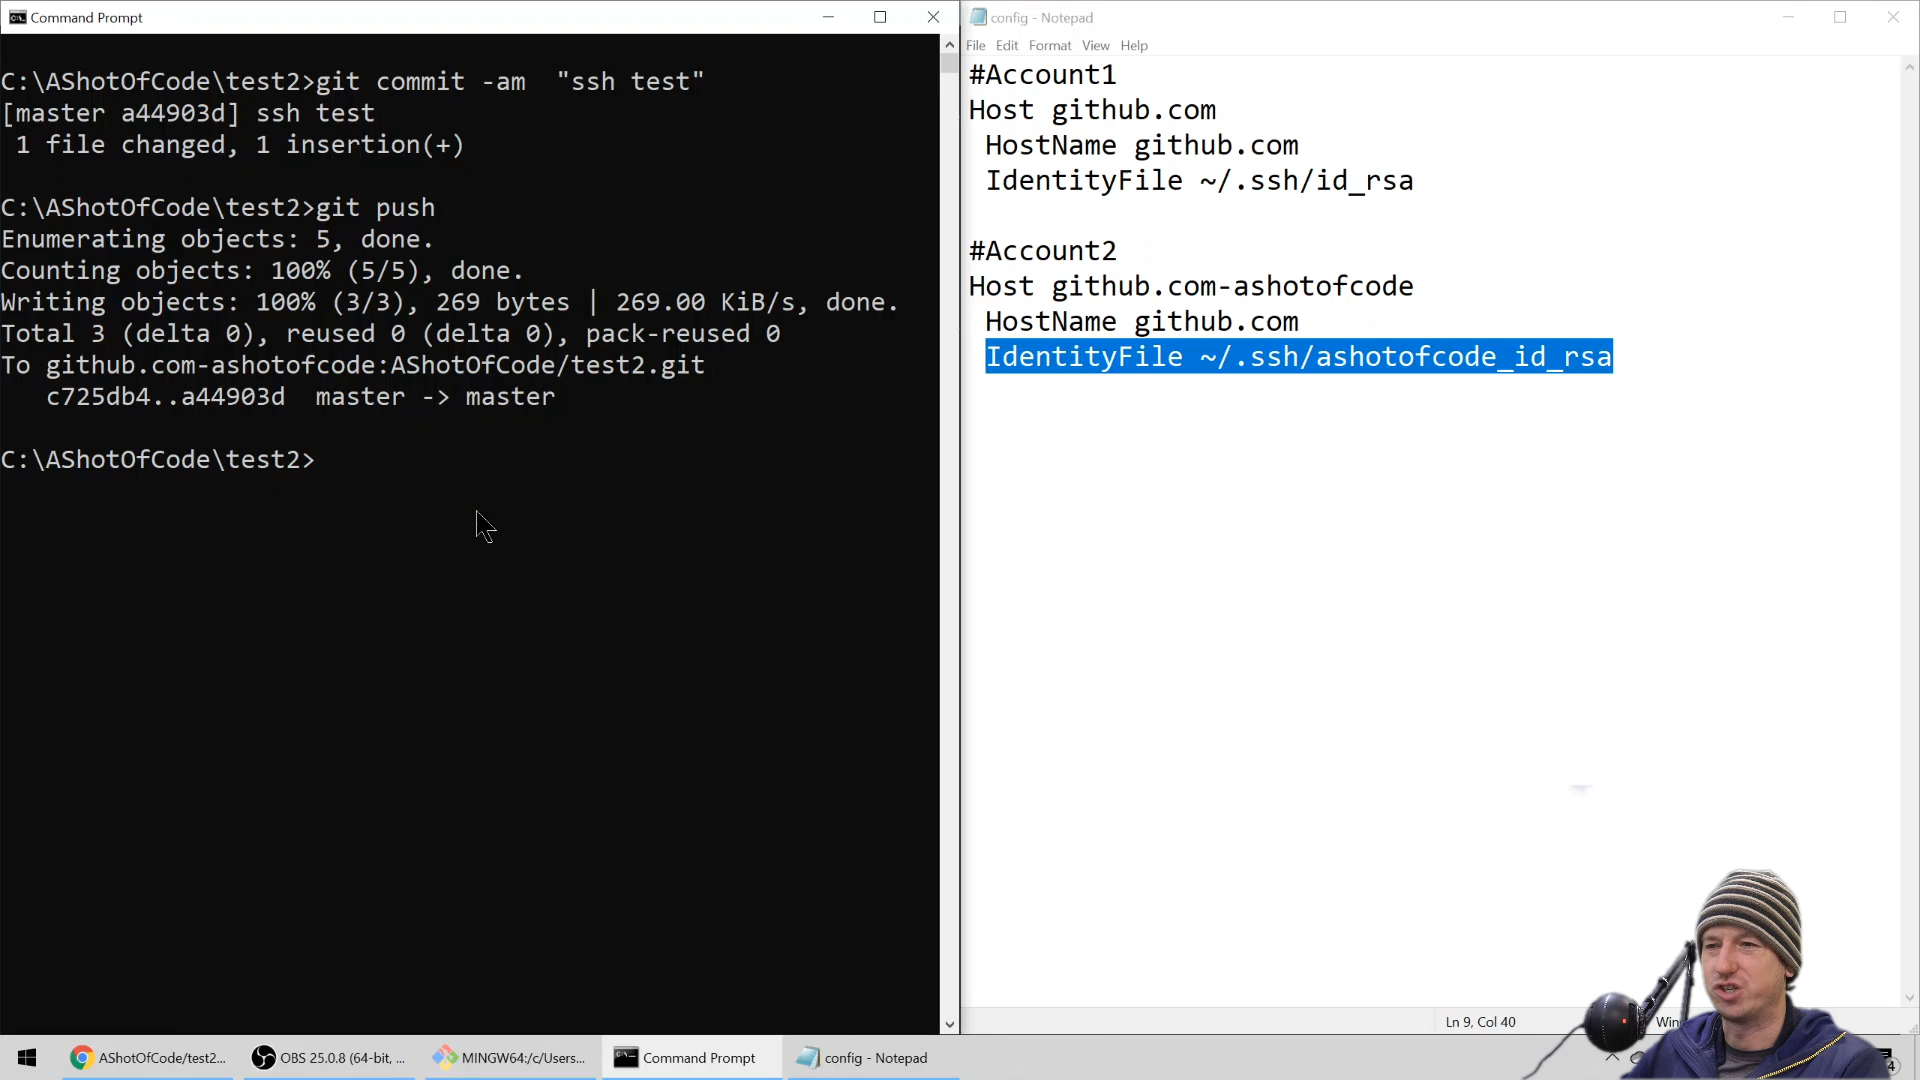 Command Prompt
C:\AShotOfCode\test2>git commit -am  "ssh test"
[master a44903d] ssh test
 1 file changed, 1 insertion(+)
C:\AShotOfCode\test2>git push
Enumerating objects: 5, done.
Counting objects: 100% (5/5), done.
Writing objects: 100% (3/3), 269 bytes | 269.00 KiB/s, done.
Total 3 (delta 0), reused 0 (delta 0), pack-reused 0
To github.com-ashotofcode:AShotOfCode/test2.git
   c725db4..a44903d  master -> master
C:\AShotOfCode\test2>
config - Notepad
File Edit Format View Help
#Account1
Host github.com
 HostName github.com
 IdentityFile ~/.ssh/id_rsa
#Account2
Host github.com-ashotofcode
 HostName github.com
 IdentityFile ~/.ssh/ashotofcode_id_rsa
Ln 9, Col 40
AShotOfCode/test2...
OBS 25.0.8 (64-bit, ...
MINGW64:/c/Users...
Command Prompt
config - Notepad
4